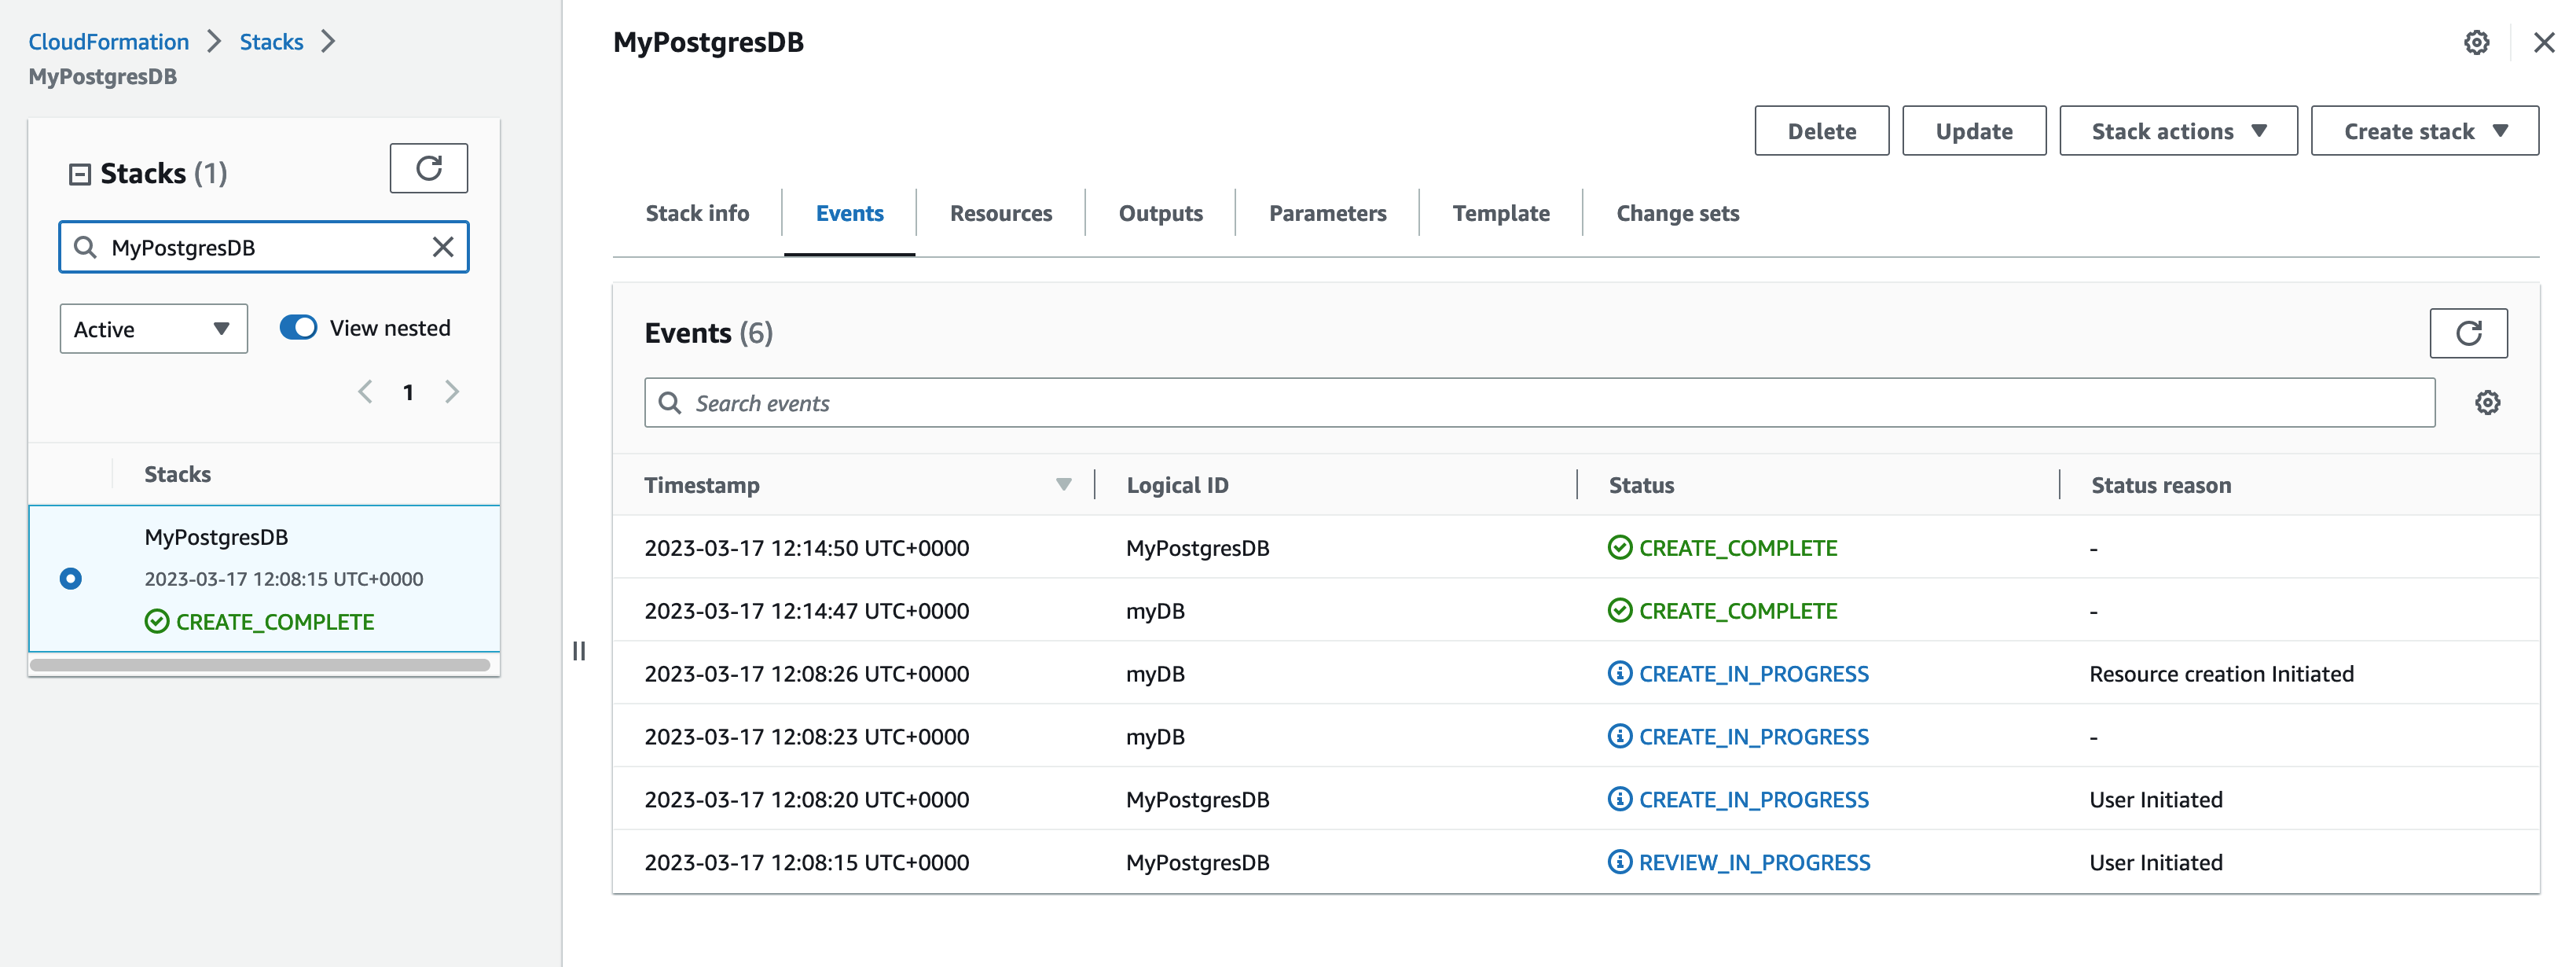 CloudFormation Stacks
MyPostgresDB
Stacks (1)
MyPostgresDB
Active
View nested
1
Stacks
MyPostgresDB
2023-03-17 12:08:15 UTC+0000
CREATE_COMPLETE
MyPostgresDB
Delete Update Stack actions Create stack
Stack info Events Resources Outputs Parameters Template Change sets
Events (6)
Search events
Timestamp Logical ID Status Status reason
2023-03-17 12:14:50 UTC+0000 MyPostgresDB CREATE_COMPLETE -
2023-03-17 12:14:47 UTC+0000 myDB CREATE_COMPLETE -
2023-03-17 12:08:26 UTC+0000 myDB CREATE_IN_PROGRESS Resource creation Initiated
2023-03-17 12:08:23 UTC+0000 myDB CREATE_IN_PROGRESS -
2023-03-17 12:08:20 UTC+0000 MyPostgresDB CREATE_IN_PROGRESS User Initiated
2023-03-17 12:08:15 UTC+0000 MyPostgresDB REVIEW_IN_PROGRESS User Initiated